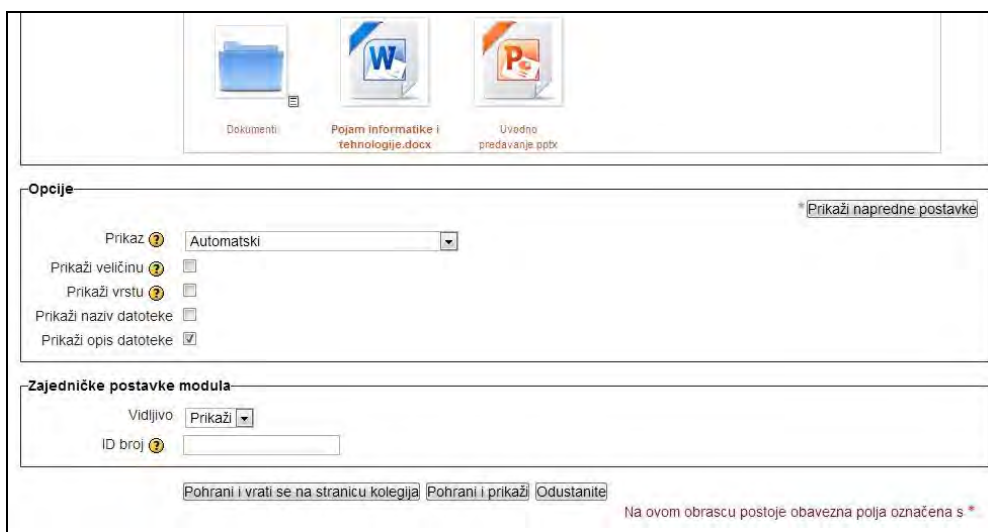 Dokumenti
Pojam informatike i
tehnologije.docx
Uvodno
predavanje.pptx
Opcije
* Prikaži napredne postavke
Prikaz
Automatski
Prikaži veličinu
Prikaži vrstu
Prikaži naziv datoteke
Prikaži opis datoteke
Zajedničke postavke modula
Vidljivo
Prikaži
ID broj
Pohrani i vrati se na stranicu kolegija Pohrani i prikaži Odustanite
Na ovom obrascu postoje obavezna polja označena s *